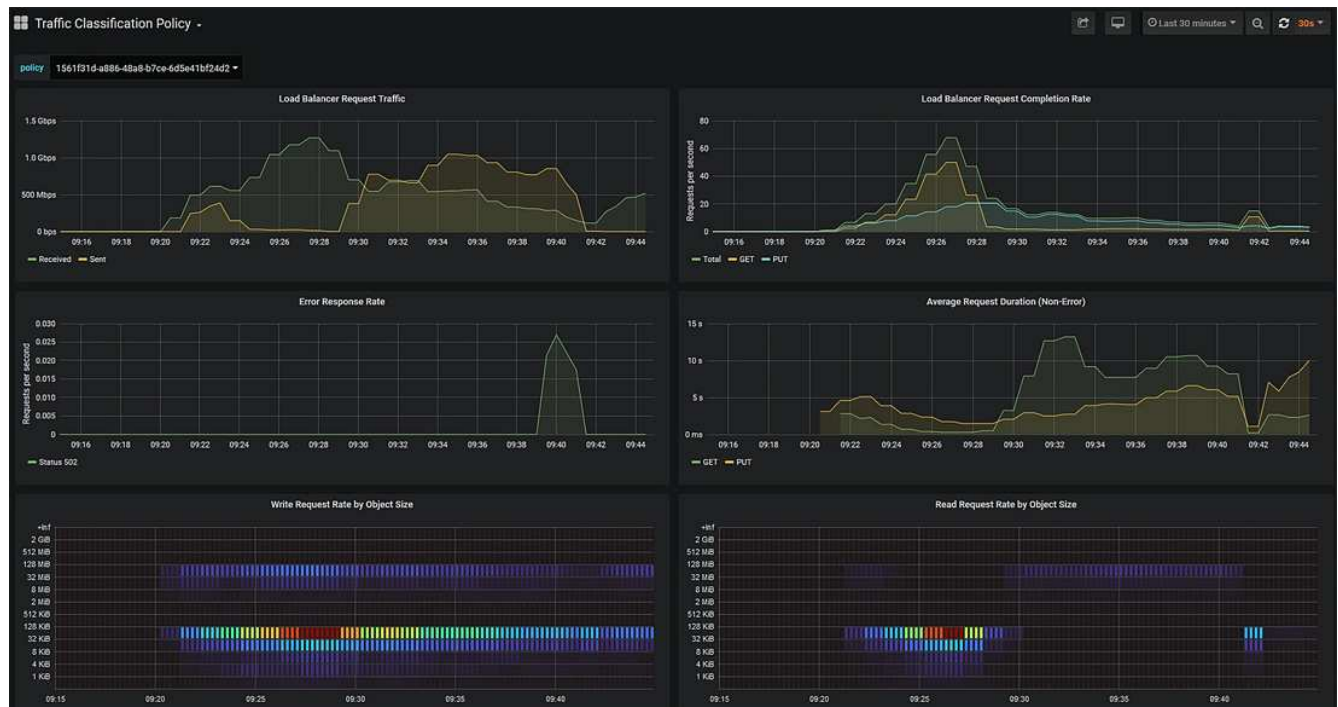 Traffic Classification Policy
Last 30 minutes 30s
policy 1561f31d-a886-48a8-b7ce-6d5e41bf24d2
Load Balancer Request Traffic
1.5 Gbps
1.0 Gbps
500 Mbps
0 bps
09:16 09:18 09:20 09:22 09:24 09:26 09:28 09:30 09:32 09:34 09:36 09:38 09:40 09:42 09:44
Received Sent
Load Balancer Request Completion Rate
Requests per second
80
60
40
20
0
09:16 09:18 09:20 09:22 09:24 09:26 09:28 09:30 09:32 09:34 09:36 09:38 09:40 09:42 09:44
Total GET PUT
Error Response Rate
Requests per second
0.030
0.025
0.020
0.015
0.010
0.005
0
09:16 09:18 09:20 09:22 09:24 09:26 09:28 09:30 09:32 09:34 09:36 09:38 09:40 09:42 09:44
Status 502
Average Request Duration (Non-Error)
15 s
10 s
5 s
0 ms
09:16 09:18 09:20 09:22 09:24 09:26 09:28 09:30 09:32 09:34 09:36 09:38 09:40 09:42 09:44
GET PUT
Write Request Rate by Object Size
+Inf
2 GiB
512 MiB
128 MiB
32 MiB
8 MiB
2 MiB
512 KiB
128 KiB
32 KiB
8 KiB
4 KiB
1 KiB
09:15 09:20 09:25 09:30 09:35 09:40
Read Request Rate by Object Size
+Inf
2 GiB
512 MiB
128 MiB
32 MiB
8 MiB
2 MiB
512 KiB
128 KiB
32 KiB
8 KiB
4 KiB
1 KiB
09:15 09:20 09:25 09:30 09:35 09:40